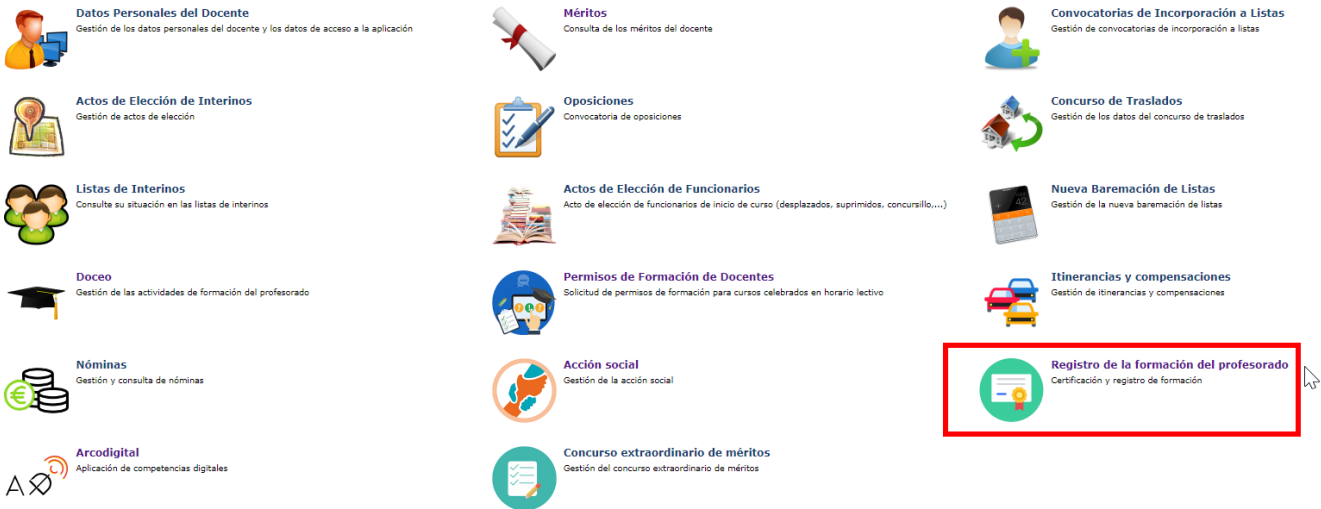 Datos Personales del Docente
Gestión de los datos personales del docente y los datos de acceso a la aplicación
Méritos
Consulta de los méritos del docente
Convocatorias de Incorporación a Listas
Gestión de convocatorias de incorporación a listas
Actos de Elección de Interinos
Gestión de actos de elección
Oposiciones
Convocatoria de oposiciones
Concurso de Traslados
Gestión de los datos del concurso de traslados
Listas de Interinos
Consulte su situación en las listas de interinos
Actos de Elección de Funcionarios
Acto de elección de funcionarios de inicio de curso (desplazados, suprimidos, concursillo,...)
Nueva Baremación de Listas
Gestión de la nueva baremación de listas
42
Doceo
Gestión de las actividades de formación del profesorado
Permisos de Formación de Docentes
Solicitud de permisos de formación para cursos celebrados en horario lectivo
Itinerancias y compensaciones
Gestión de itinerancias y compensaciones
Nóminas
Gestión y consulta de nóminas
€
Acción social
Gestión de la acción social
Registro de la formación del profesorado
Certificación y registro de formación
Arcodigital
Aplicación de competencias digitales
Concurso extraordinario de méritos
Gestión del concurso extraordinario de méritos